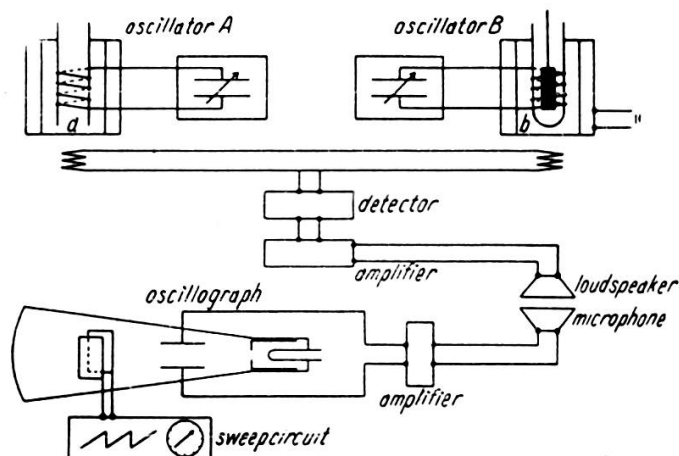 oscillator A
oscillator B
a
b
detector
amplifier
loudspeaker
microphone
oscillograph
amplifier
sweepcircuit